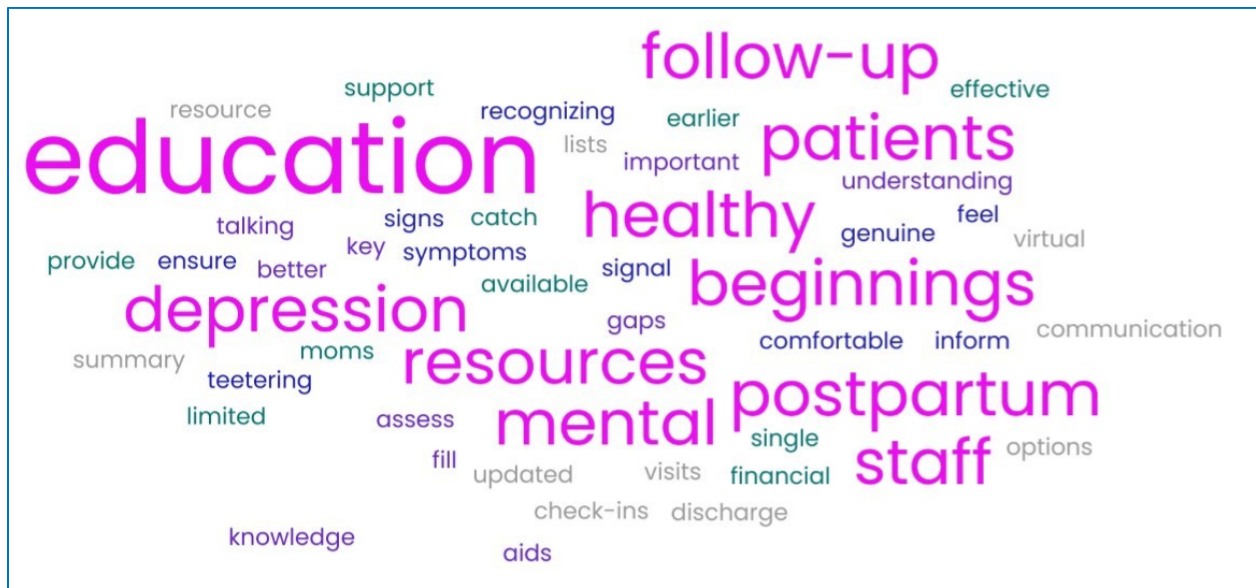 follow-up
support
effective
resource
recognizing
earlier
education
lists
patients
important
understanding
healthy
talking
signs
catch
feel
genuine
virtual
key
symptoms
provide
ensure
better
signal
available
beginnings
depression
gaps
comfortable
inform
communication
moms
summary
resources
teetering
postpartum
limited
assess
mental
single
staff
options
fill
updated
visits
financial
check-ins
discharge
knowledge
aids